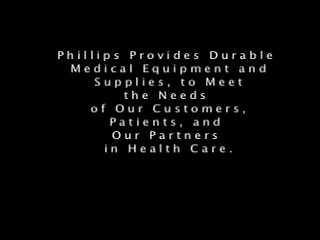 Phillips Provides Durable
Medical Equipment and
Supplies, to Meet
the Needs
of Our Customers,
Patients, and
Our Partners
in Health Care.